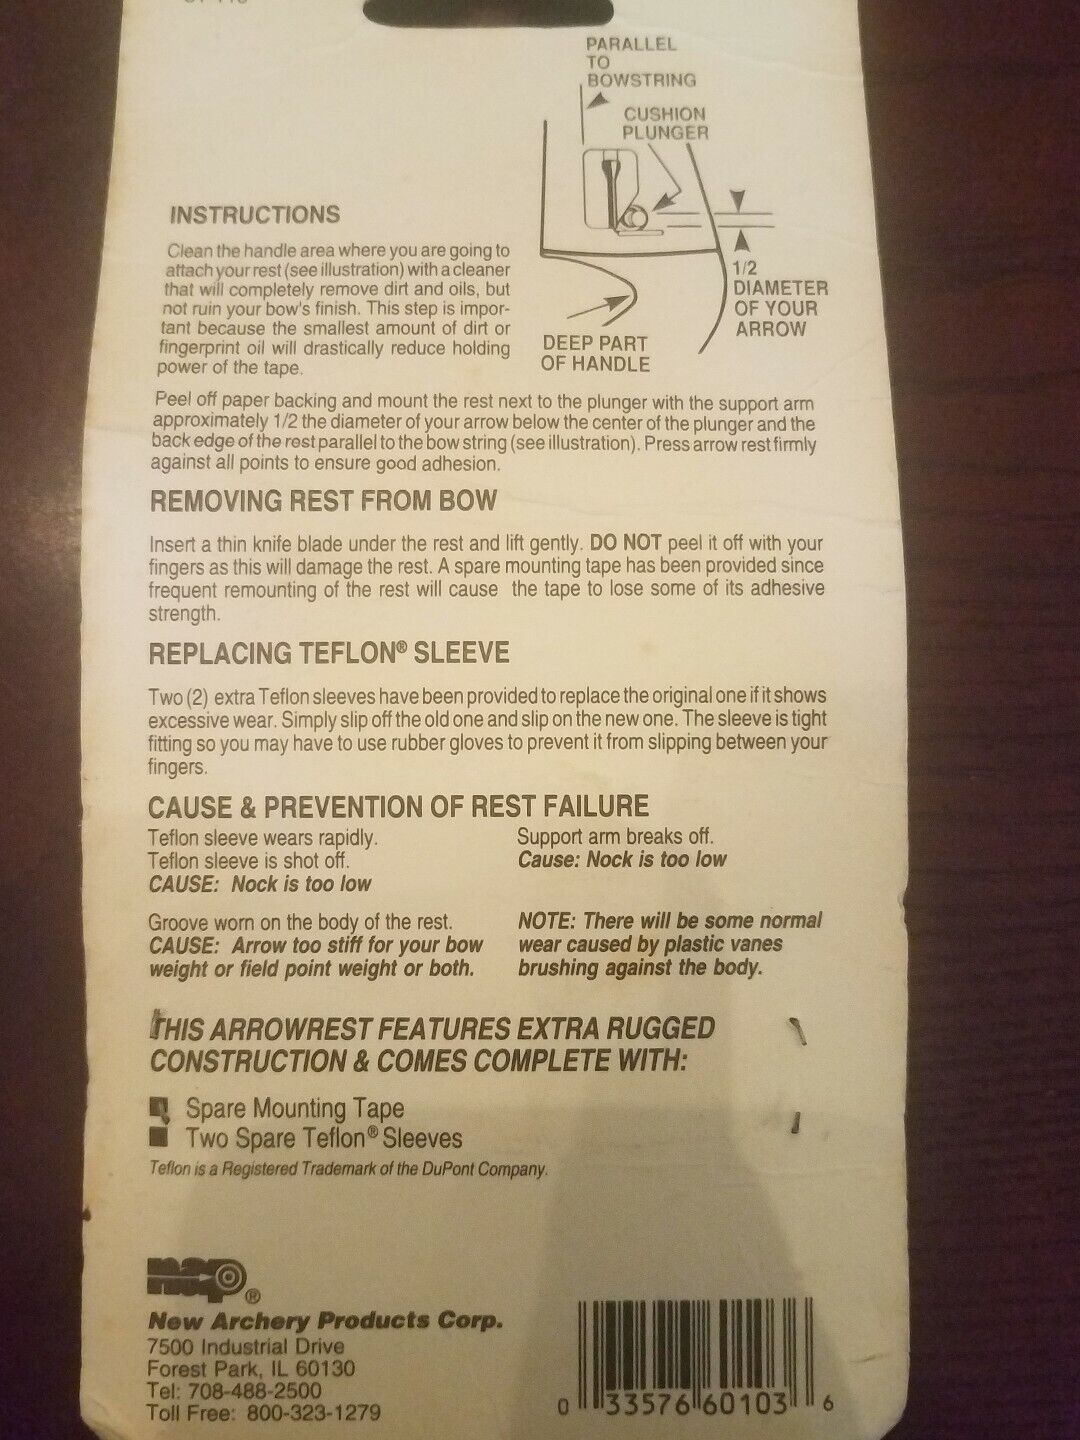 PARALLEL
TO
BOWSTRING
CUSHION
PLUNGER
1/2
DIAMETER
OF YOUR
ARROW
DEEP PART
OF HANDLE
INSTRUCTIONS
Clean the handle area where you are going to
attach your rest (see illustration) with a cleaner
that will completely remove dirt and oils, but
not ruin your bow's finish. This step is impor-
tant because the smallest amount of dirt or
fingerprint oil will drastically reduce holding
power of the tape.
Peel off paper backing and mount the rest next to the plunger with the support arm
approximately 1/2 the diameter of your arrow below the center of the plunger and the
back edge of the rest parallel to the bow string (see illustration). Press arrow rest firmly
against all points to ensure good adhesion.
REMOVING REST FROM BOW
Insert a thin knife blade under the rest and lift gently. DO NOT peel it off with your
fingers as this will damage the rest. A spare mounting tape has been provided since
frequent remounting of the rest will cause the tape to lose some of its adhesive
strength.
REPLACING TEFLON® SLEEVE
Two (2) extra Teflon sleeves have been provided to replace the original one if it shows
excessive wear. Simply slip off the old one and slip on the new one. The sleeve is tight
fitting so you may have to use rubber gloves to prevent it from slipping between your
fingers.
CAUSE & PREVENTION OF REST FAILURE
Teflon sleeve wears rapidly.
Teflon sleeve is shot off.
CAUSE: Nock is too low
Support arm breaks off.
Cause: Nock is too low
Groove worn on the body of the rest.
CAUSE: Arrow too stiff for your bow
weight or field point weight or both.
NOTE: There will be some normal
wear caused by plastic vanes
brushing against the body.
THIS ARROWREST FEATURES EXTRA RUGGED
CONSTRUCTION & COMES COMPLETE WITH:
■ Spare Mounting Tape
■ Two Spare Teflon® Sleeves
Teflon is a Registered Trademark of the DuPont Company.
nap®
New Archery Products Corp.
7500 Industrial Drive
Forest Park, IL 60130
Tel: 708-488-2500
Toll Free: 800-323-1279
0 33576 60103 6